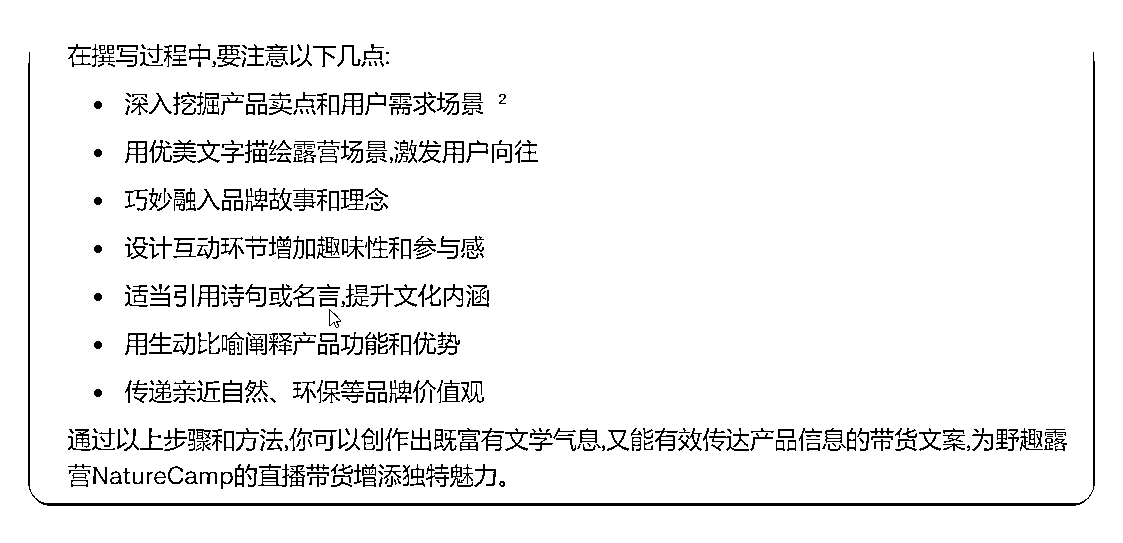 在撰写过程中,要注意以下几点:
• 深入挖掘产品卖点和用户需求场景 ²
• 用优美文字描绘露营场景,激发用户向往
• 巧妙融入品牌故事和理念
• 设计互动环节增加趣味性和参与感
• 适当引用诗句或名言,提升文化内涵
• 用生动比喻阐释产品功能和优势
• 传递亲近自然、环保等品牌价值观
通过以上步骤和方法,你可以创作出既富有文学气息,又能有效传达产品信息的带货文案,为野趣露
营NatureCamp的直播带货增添独特魅力。